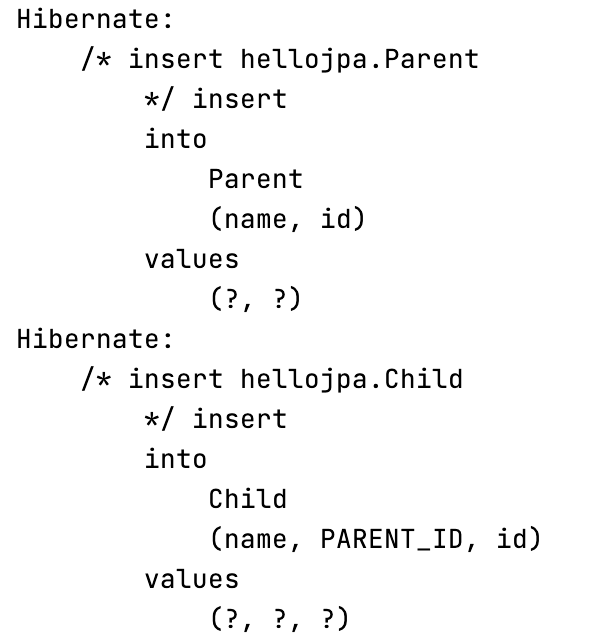 Hibernate:
    /* insert hellojpa.Parent
        */ insert
        into
            Parent
            (name, id)
        values
            (?, ?)
Hibernate:
    /* insert hellojpa.Child
        */ insert
        into
            Child
            (name, PARENT_ID, id)
        values
            (?, ?, ?)